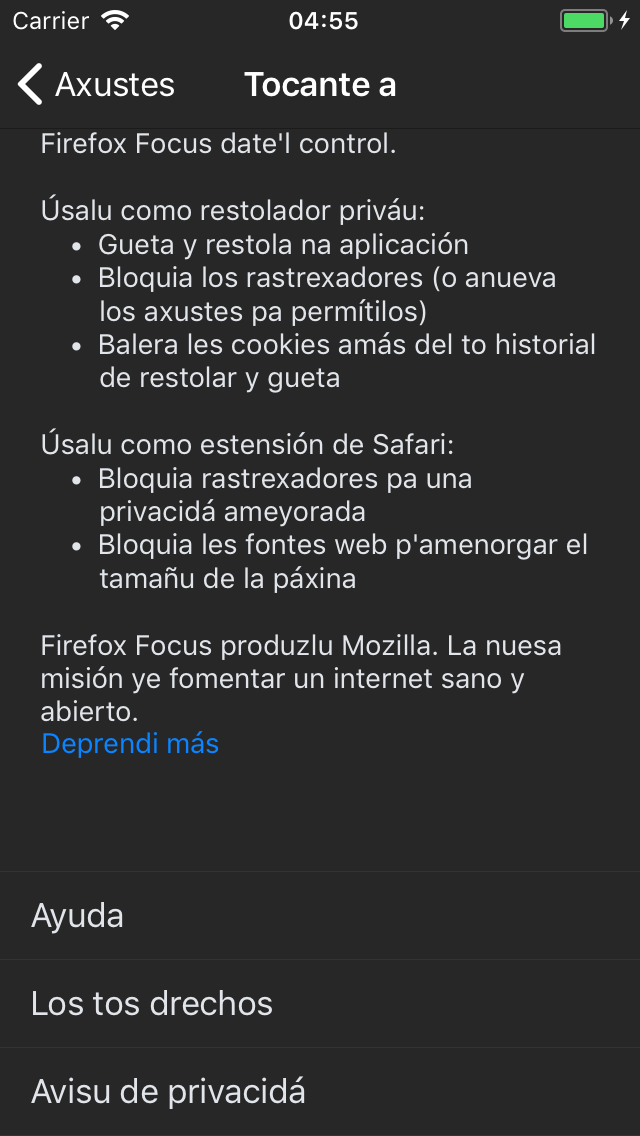 Carrier 04:55
Axustes Tocante a
Firefox Focus date'l control.
Úsalu como restolador priváu:
• Gueta y restola na aplicación
• Bloquia los rastrexadores (o anueva
los axustes pa permítilos)
• Balera les cookies amás del to historial
de restolar y gueta
Úsalu como estensión de Safari:
• Bloquia rastrexadores pa una
privacidá ameyorada
• Bloquia les fontes web p'amenorgar el
tamañu de la páxina
Firefox Focus produzlu Mozilla. La nuesa
misión ye fomentar un internet sano y
abierto.
Deprendi más
Ayuda
Los tos drechos
Avisu de privacidá